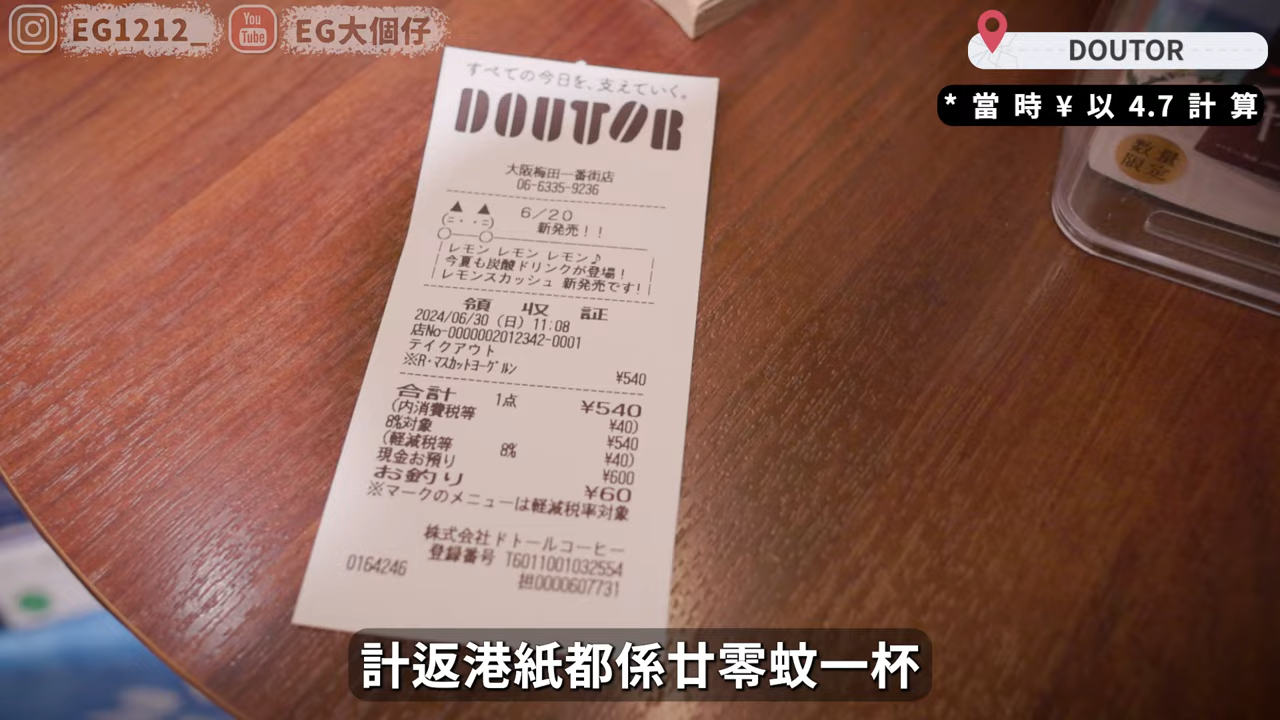 EG1212_
You Tube
EG大個仔
DOUTOR
*當時¥以4.7計算
数量
限定
すべての今日を、支えていく。
DOUTOR
大阪梅田一番街店
06-6335-9236
6/20
新発売!!
レモン レモン レモン♪
今夏も炭酸ドリンクが登場!
レモンスカッシュ 新発売です!
領 収 証
2024/06/30 (日) 11:08
店No-0000002012342-0001
テイクアウト
※R・マスカットヨーグルン
¥540
合計 1点 ¥540
(内消費税等 ¥40)
8%対象 ¥540
(軽減税等 8% ¥40)
現金お預り ¥600
お釣り ¥60
※マークのメニューは軽減税率対象
株式会社ドトールコーヒー
登録番号 T6011001032554
0164246 担0000607731
計返港紙都係廿零蚊一杯